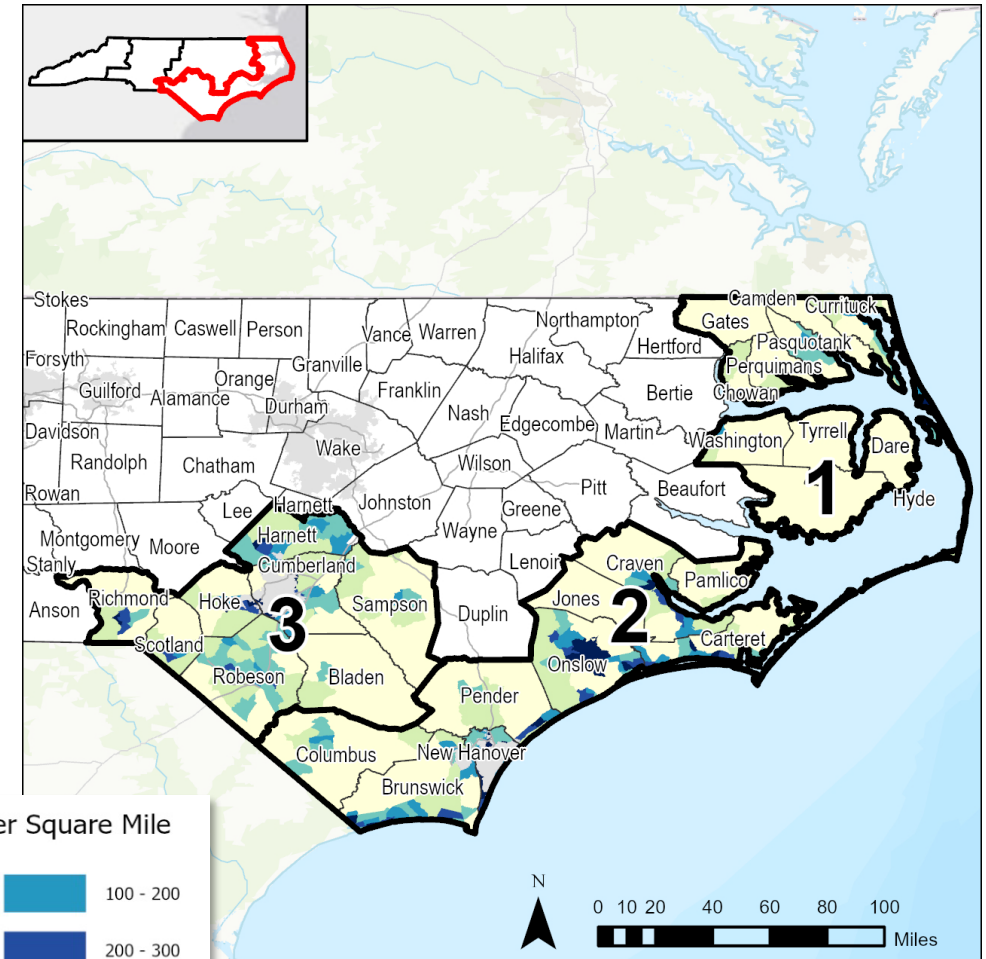 Stokes
Rockingham
Caswell
Person
Vance
Warren
Northampton
Camden
Currituck
Gates
Hertford
Pasquotank
Perquimans
Chowan
Forsyth
Guilford
Alamance
Orange
Durham
Granville
Franklin
Halifax
Nash
Edgecombe
Martin
Bertie
Washington
Tyrrell
Dare
Hyde
1
Davidson
Randolph
Chatham
Wake
Wilson
Pitt
Beaufort
Rowan
Lee
Harnett
Harnett
Johnston
Greene
Wayne
Lenoir
Craven
Pamlico
Montgomery
Moore
Stanly
Cumberland
Anson
Richmond
Hoke
3
Sampson
Duplin
Jones
2
Carteret
Scotland
Robeson
Bladen
Onslow
Pender
Columbus
New Hanover
Brunswick
er Square Mile
100 - 200
200 - 300
N
0 10 20 40 60 80 100
Miles